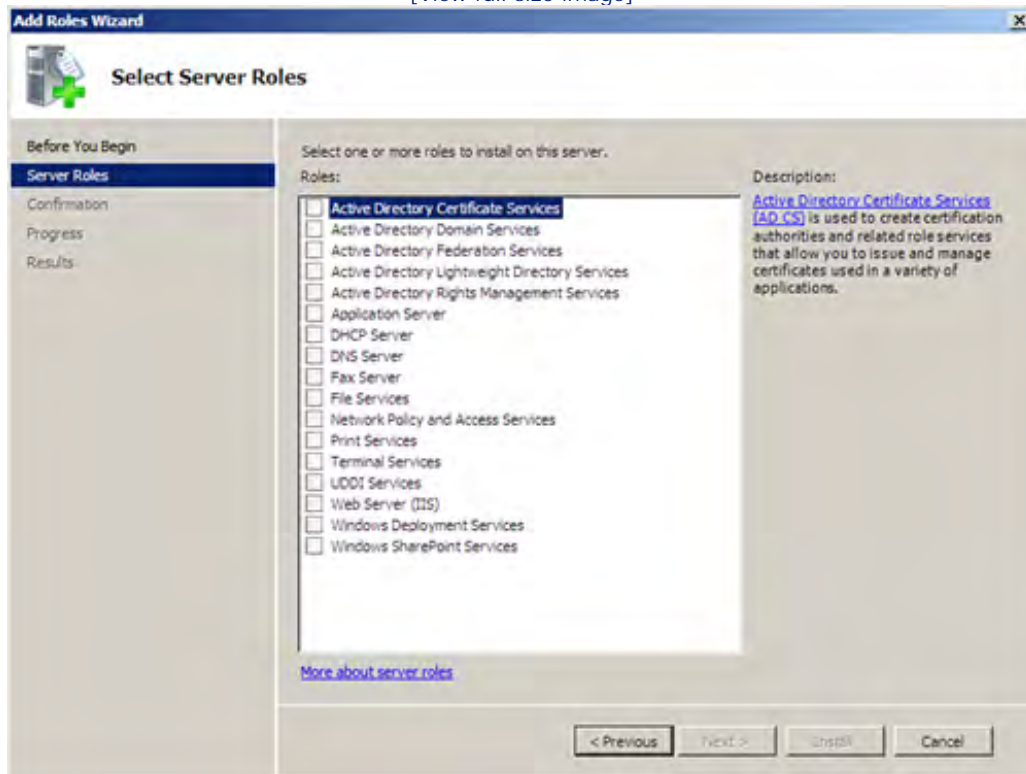 [View full size image]
Add Roles Wizard
Select Server Roles
Before You Begin
Server Roles
Confirmation
Progress
Results
Select one or more roles to install on this server.
Roles:
Active Directory Certificate Services
Active Directory Domain Services
Active Directory Federation Services
Active Directory Lightweight Directory Services
Active Directory Rights Management Services
Application Server
DHCP Server
DNS Server
Fax Server
File Services
Network Policy and Access Services
Print Services
Terminal Services
UDDI Services
Web Server (IIS)
Windows Deployment Services
Windows SharePoint Services
More about server roles
Description:
Active Directory Certificate Services
(AD CS) is used to create certification
authorities and related role services
that allow you to issue and manage
certificates used in a variety of
applications.
< Previous
Next >
Install
Cancel